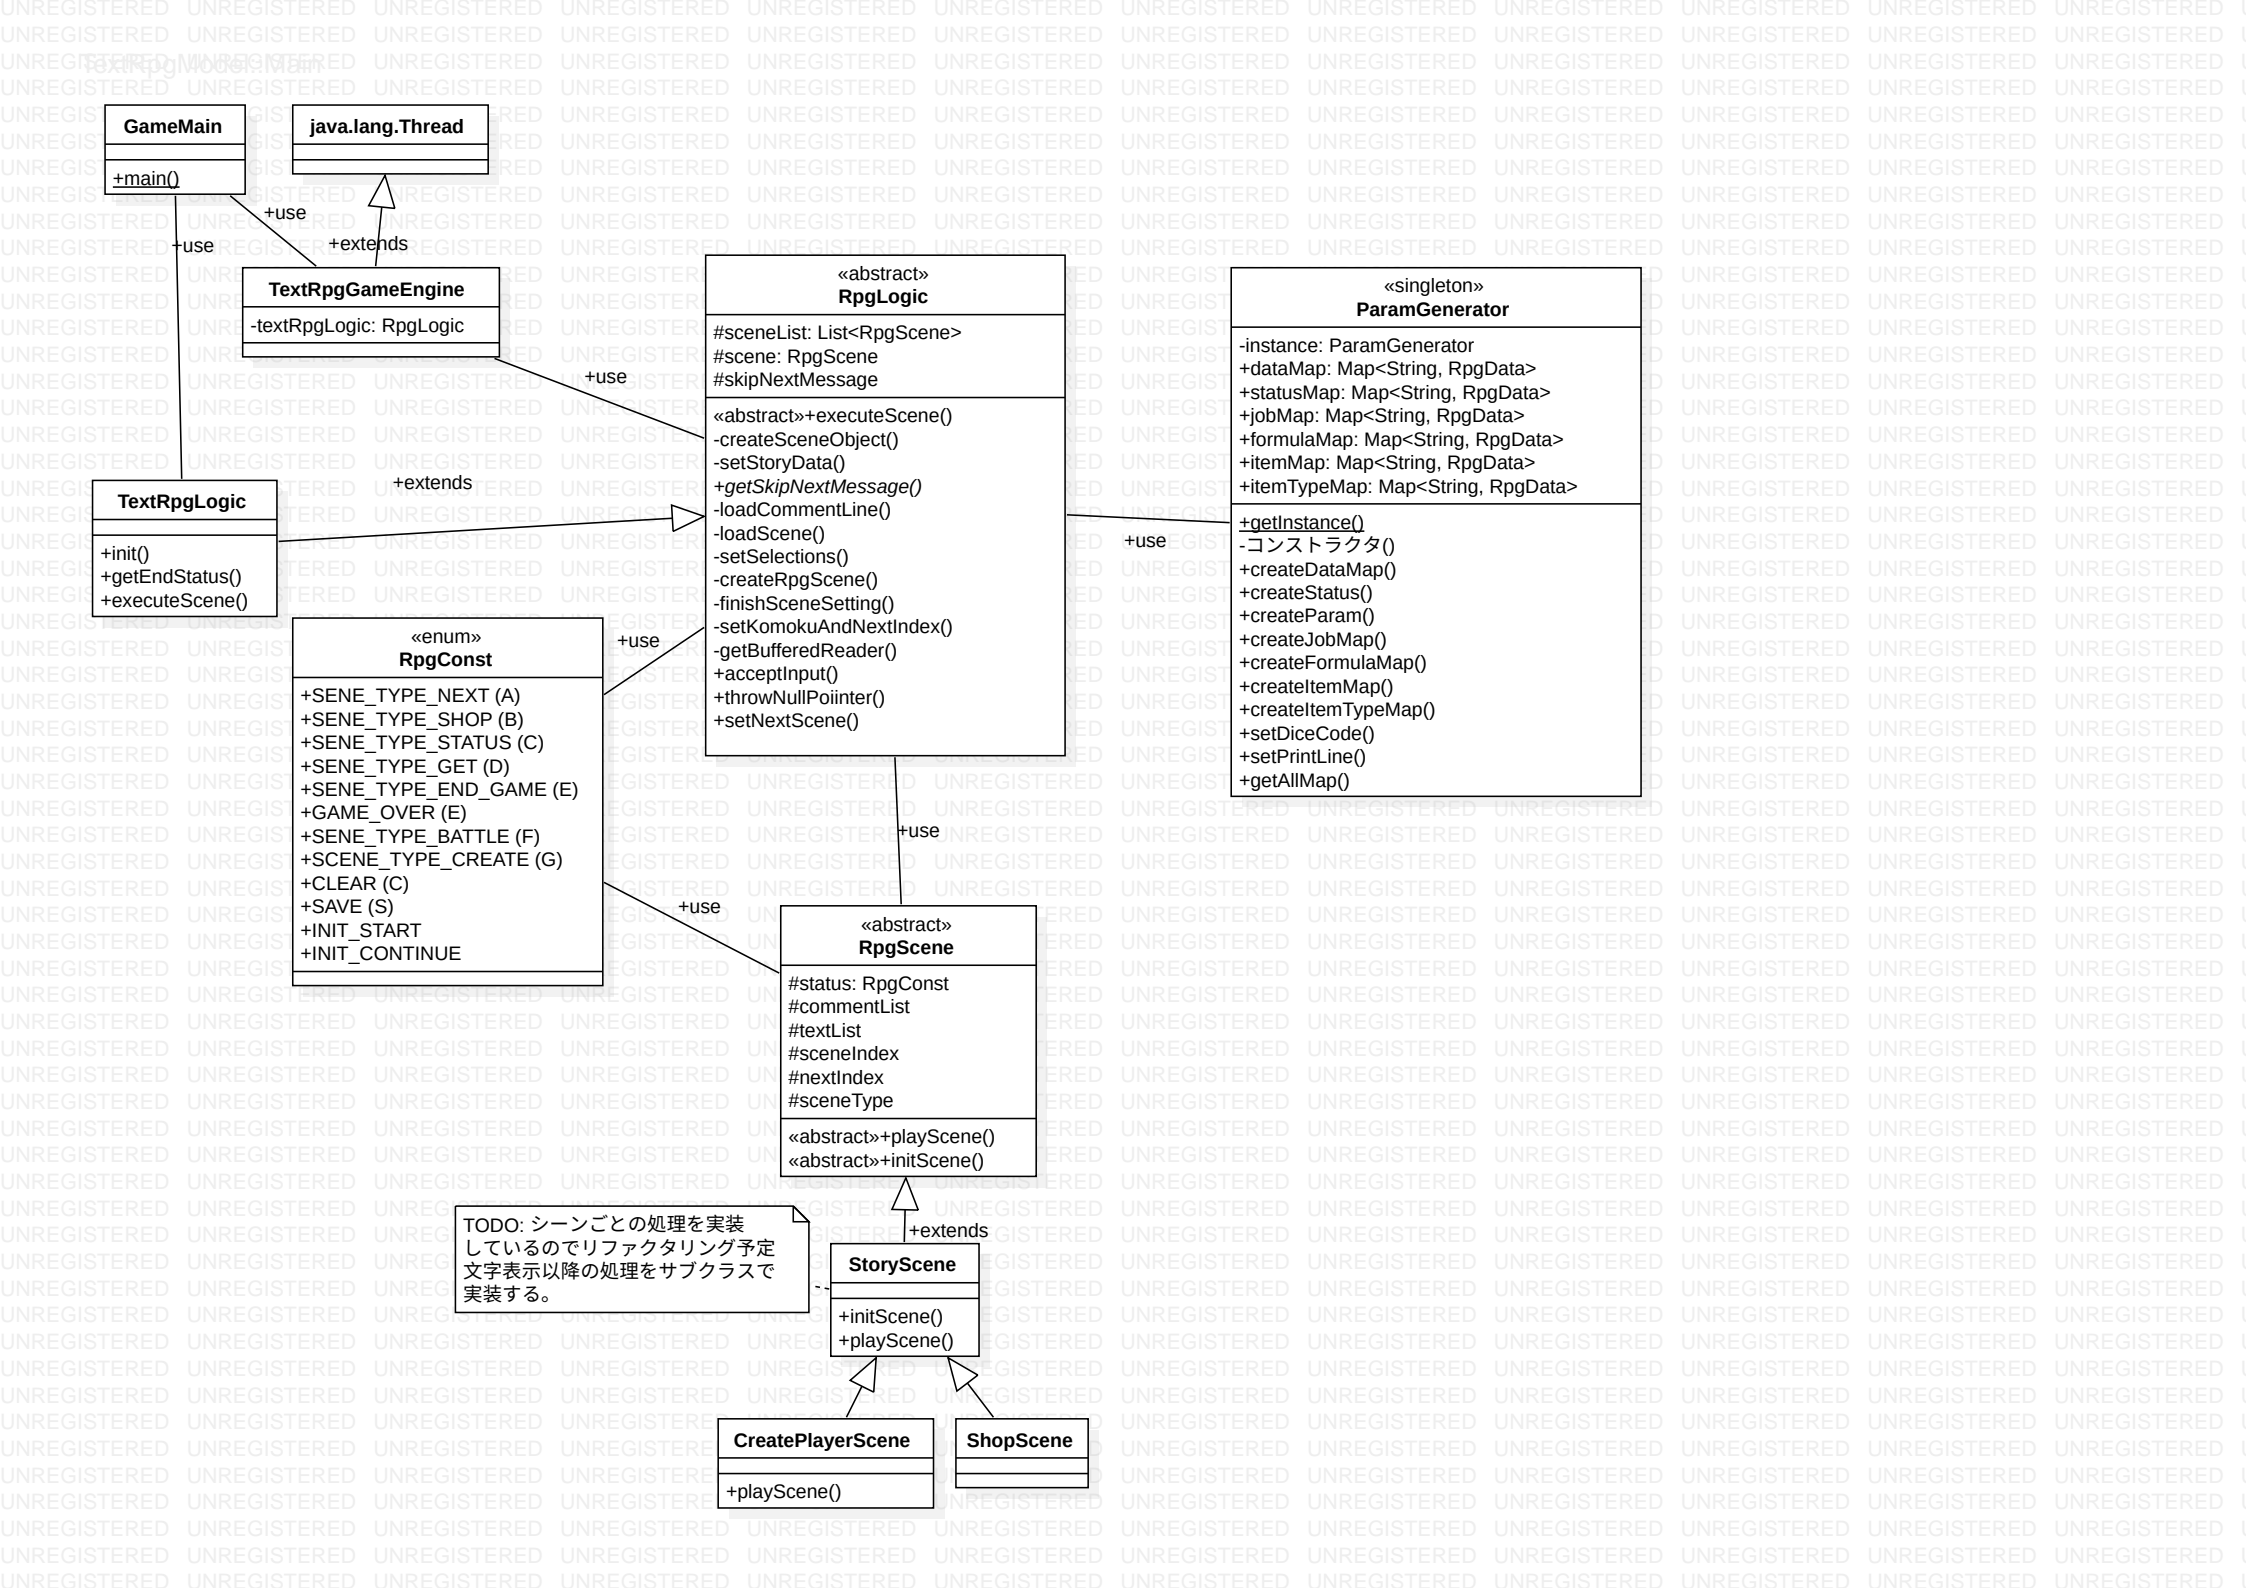 TextRpgModel::Main
GameMain
+main()
java.lang.Thread
+use
+use
+extends
TextRpgGameEngine
-textRpgLogic: RpgLogic
+use
TextRpgLogic
+init()
+getEndStatus()
+executeScene()
+extends
«abstract»
RpgLogic
#sceneList: List<RpgScene>
#scene: RpgScene
#skipNextMessage
«abstract»+executeScene()
-createSceneObject()
-setStoryData()
+getSkipNextMessage()
-loadCommentLine()
-loadScene()
-setSelections()
-createRpgScene()
-finishSceneSetting()
-setKomokuAndNextIndex()
-getBufferedReader()
+acceptInput()
+throwNullPoiinter()
+setNextScene()
+use
«singleton»
ParamGenerator
-instance: ParamGenerator
+dataMap: Map<String, RpgData>
+statusMap: Map<String, RpgData>
+jobMap: Map<String, RpgData>
+formulaMap: Map<String, RpgData>
+itemMap: Map<String, RpgData>
+itemTypeMap: Map<String, RpgData>
+getInstance()
-コンストラクタ()
+createDataMap()
+createStatus()
+createParam()
+createJobMap()
+createFormulaMap()
+createItemMap()
+createItemTypeMap()
+setDiceCode()
+setPrintLine()
+getAllMap()
«enum»
RpgConst
+SENE_TYPE_NEXT (A)
+SENE_TYPE_SHOP (B)
+SENE_TYPE_STATUS (C)
+SENE_TYPE_GET (D)
+SENE_TYPE_END_GAME (E)
+GAME_OVER (E)
+SENE_TYPE_BATTLE (F)
+SCENE_TYPE_CREATE (G)
+CLEAR (C)
+SAVE (S)
+INIT_START
+INIT_CONTINUE
+use
+use
+use
«abstract»
RpgScene
#status: RpgConst
#commentList
#textList
#sceneIndex
#nextIndex
#sceneType
«abstract»+playScene()
«abstract»+initScene()
TODO: シーンごとの処理を実装
しているのでリファクタリング予定
文字表示以降の処理をサブクラスで
実装する。
+extends
StoryScene
+initScene()
+playScene()
CreatePlayerScene
+playScene()
ShopScene